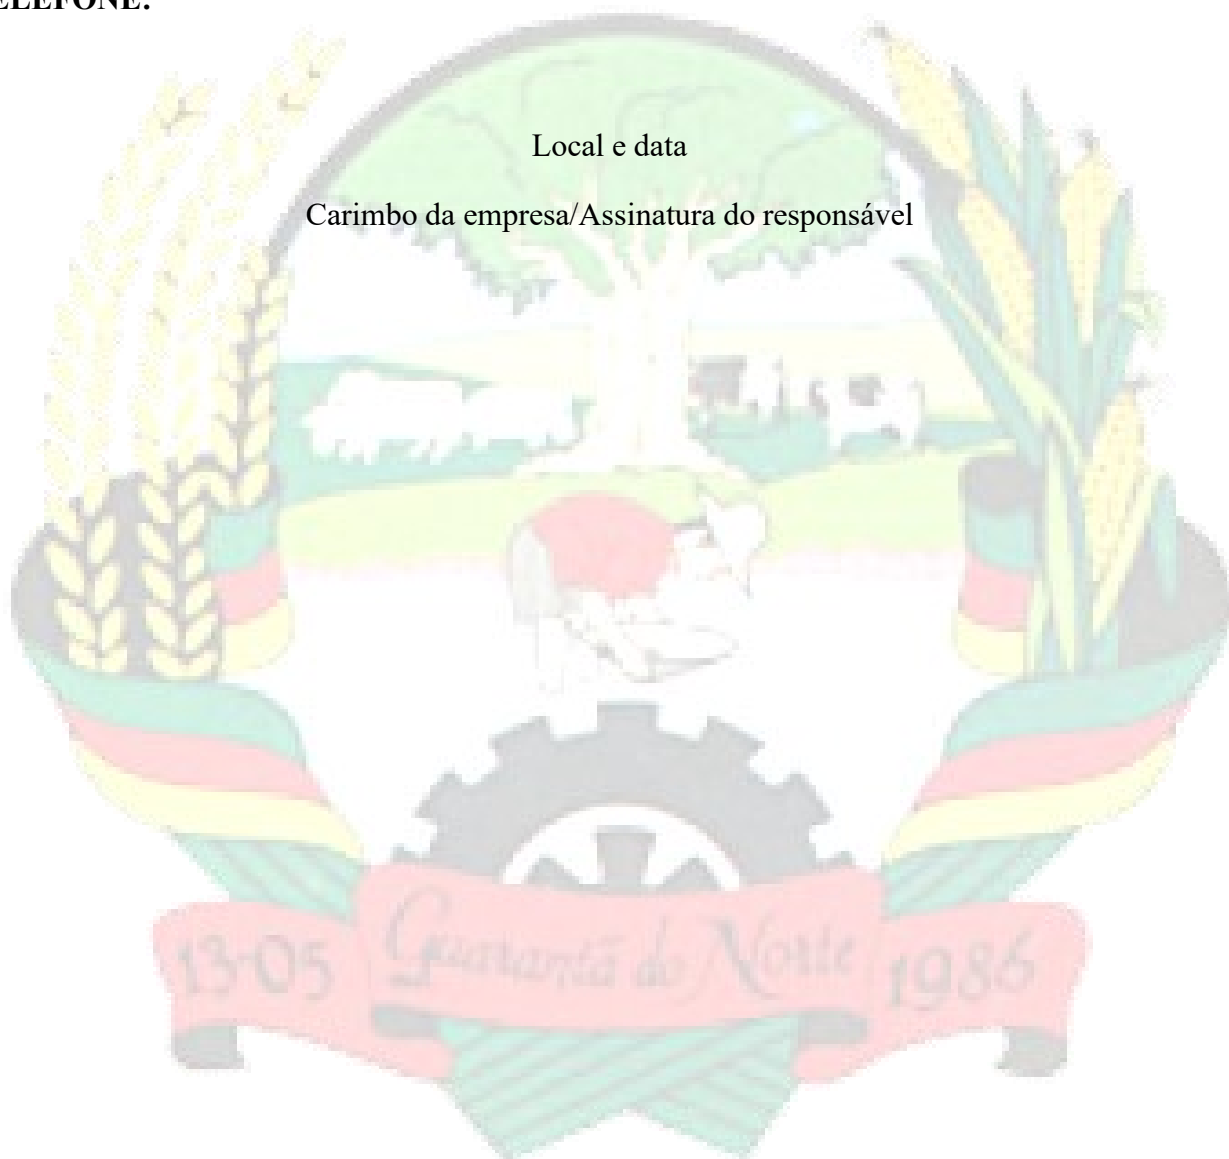 ELEFONE:
Local e data
Carimbo da empresa/Assinatura do responsável
13-05 Guarantã do Norte 1986